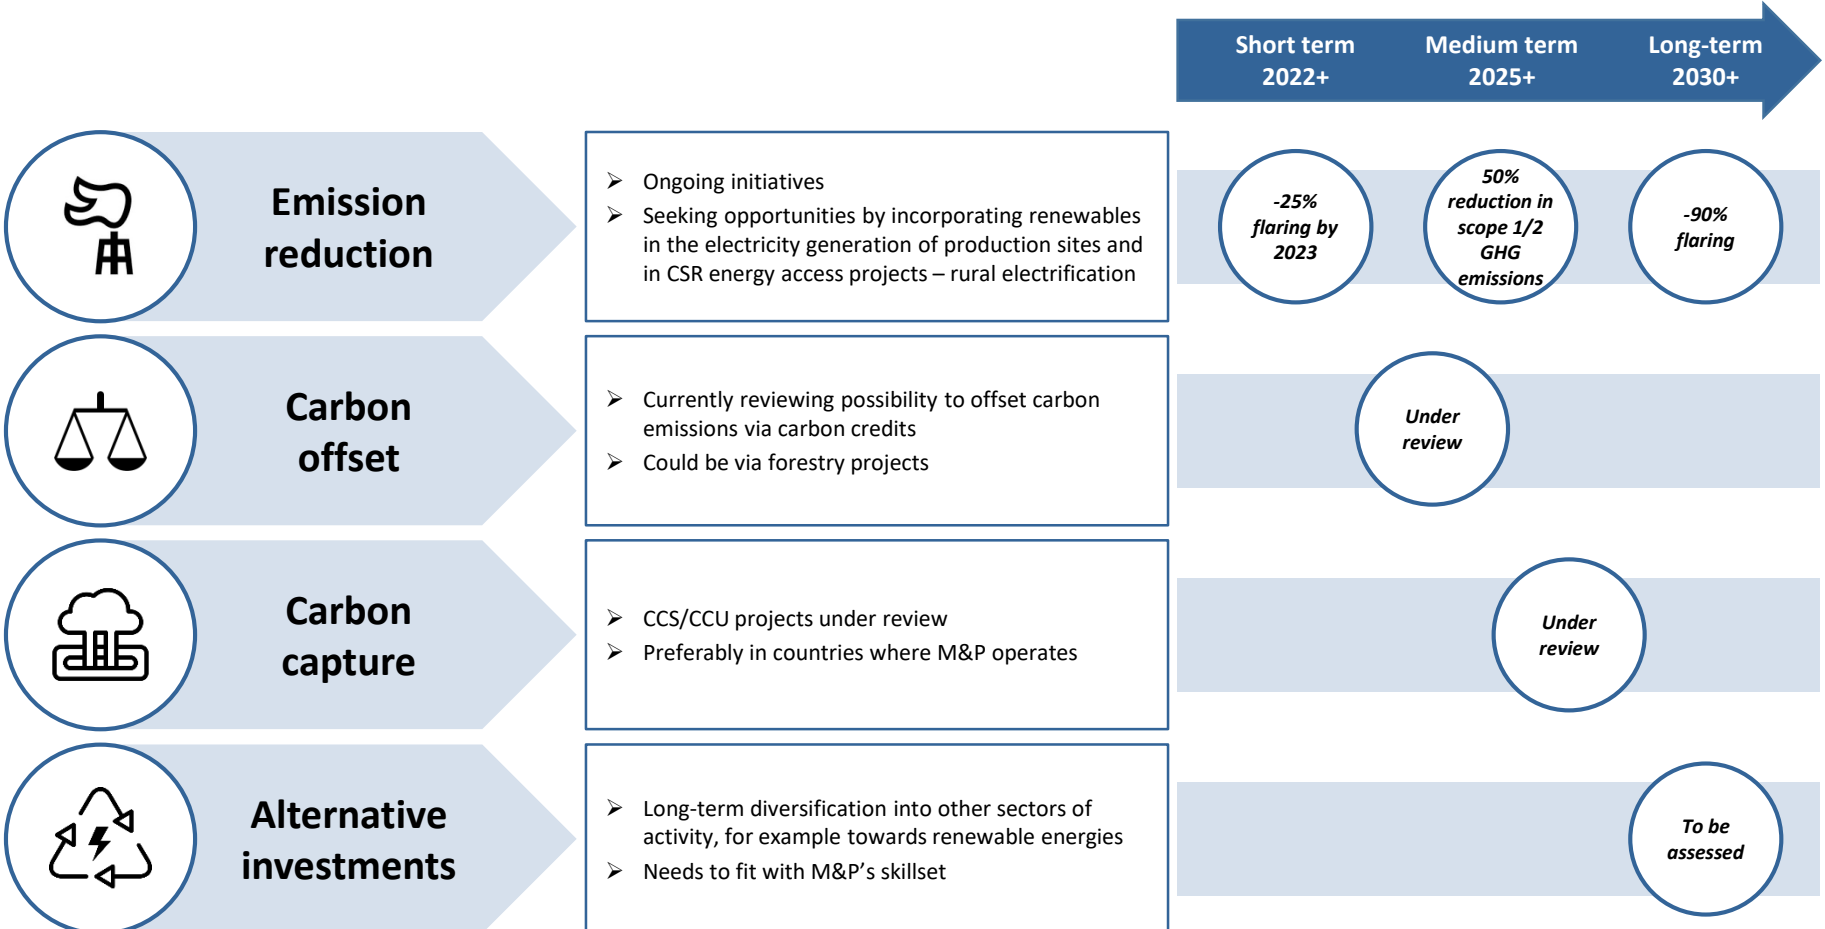 Short term
2022+
Medium term
2025+
Long-term
2030+
Emission
reduction
➢ Ongoing initiatives
➢ Seeking opportunities by incorporating renewables
in the electricity generation of production sites and
in CSR energy access projects – rural electrification
-25%
flaring by
2023
50%
reduction in
scope 1/2
GHG
emissions
-90%
flaring
Carbon
offset
➢ Currently reviewing possibility to offset carbon
emissions via carbon credits
➢ Could be via forestry projects
Under
review
Carbon
capture
➢ CCS/CCU projects under review
➢ Preferably in countries where M&P operates
Under
review
Alternative
investments
➢ Long-term diversification into other sectors of
activity, for example towards renewable energies
➢ Needs to fit with M&P’s skillset
To be
assessed